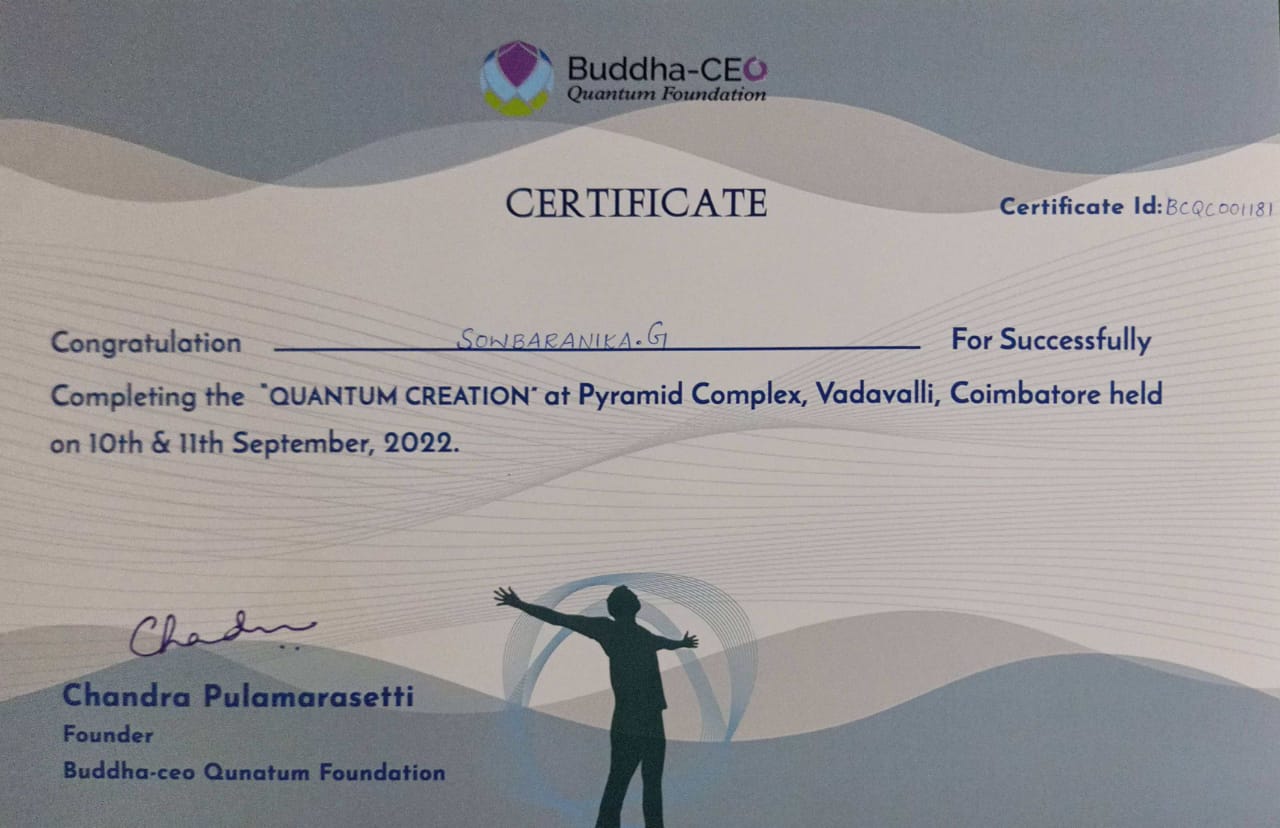 Buddha-CEO
Quantum Foundation
CERTIFICATE
Certificate Id: BCQC001181
Congratulation SOWBARANIKA.G For Successfully
Completing the "QUANTUM CREATION" at Pyramid Complex, Vadavalli, Coimbatore held
on 10th & 11th September, 2022.
Chandra Pulamarasetti
Founder
Buddha-ceo Qunatum Foundation